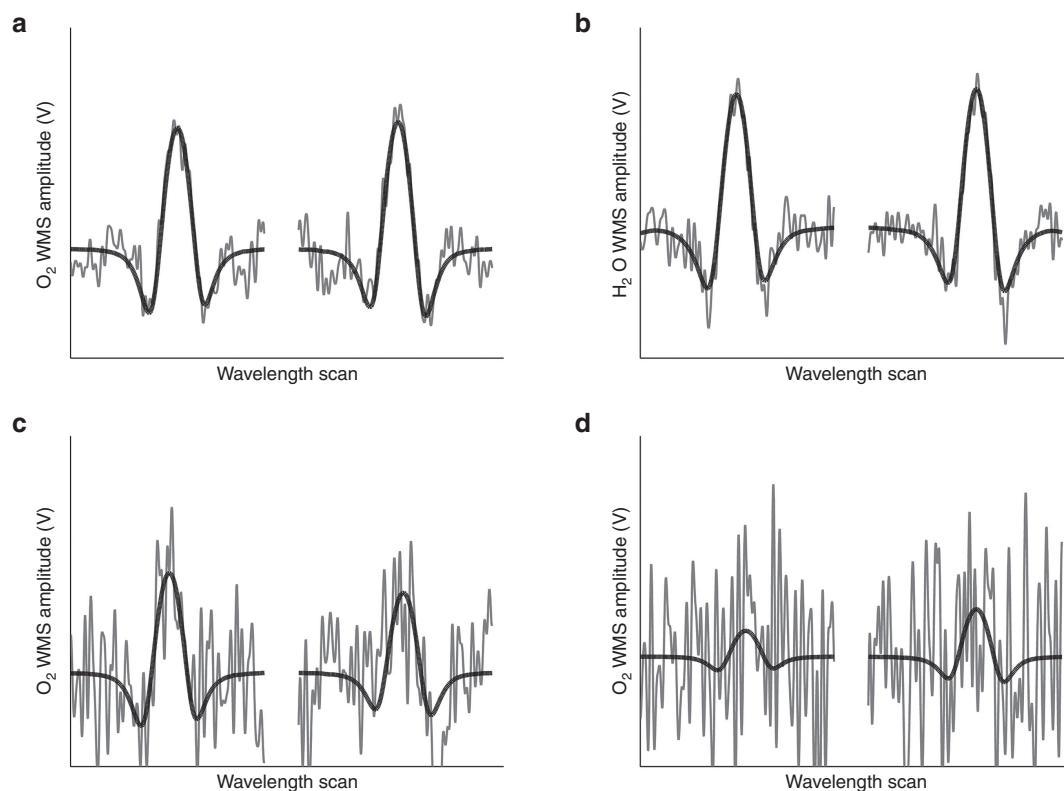 a
O₂ WMS amplitude (V)
Wavelength scan
b
H₂ O WMS amplitude (V)
Wavelength scan
c
O₂ WMS amplitude (V)
Wavelength scan
d
O₂ WMS amplitude (V)
Wavelength scan